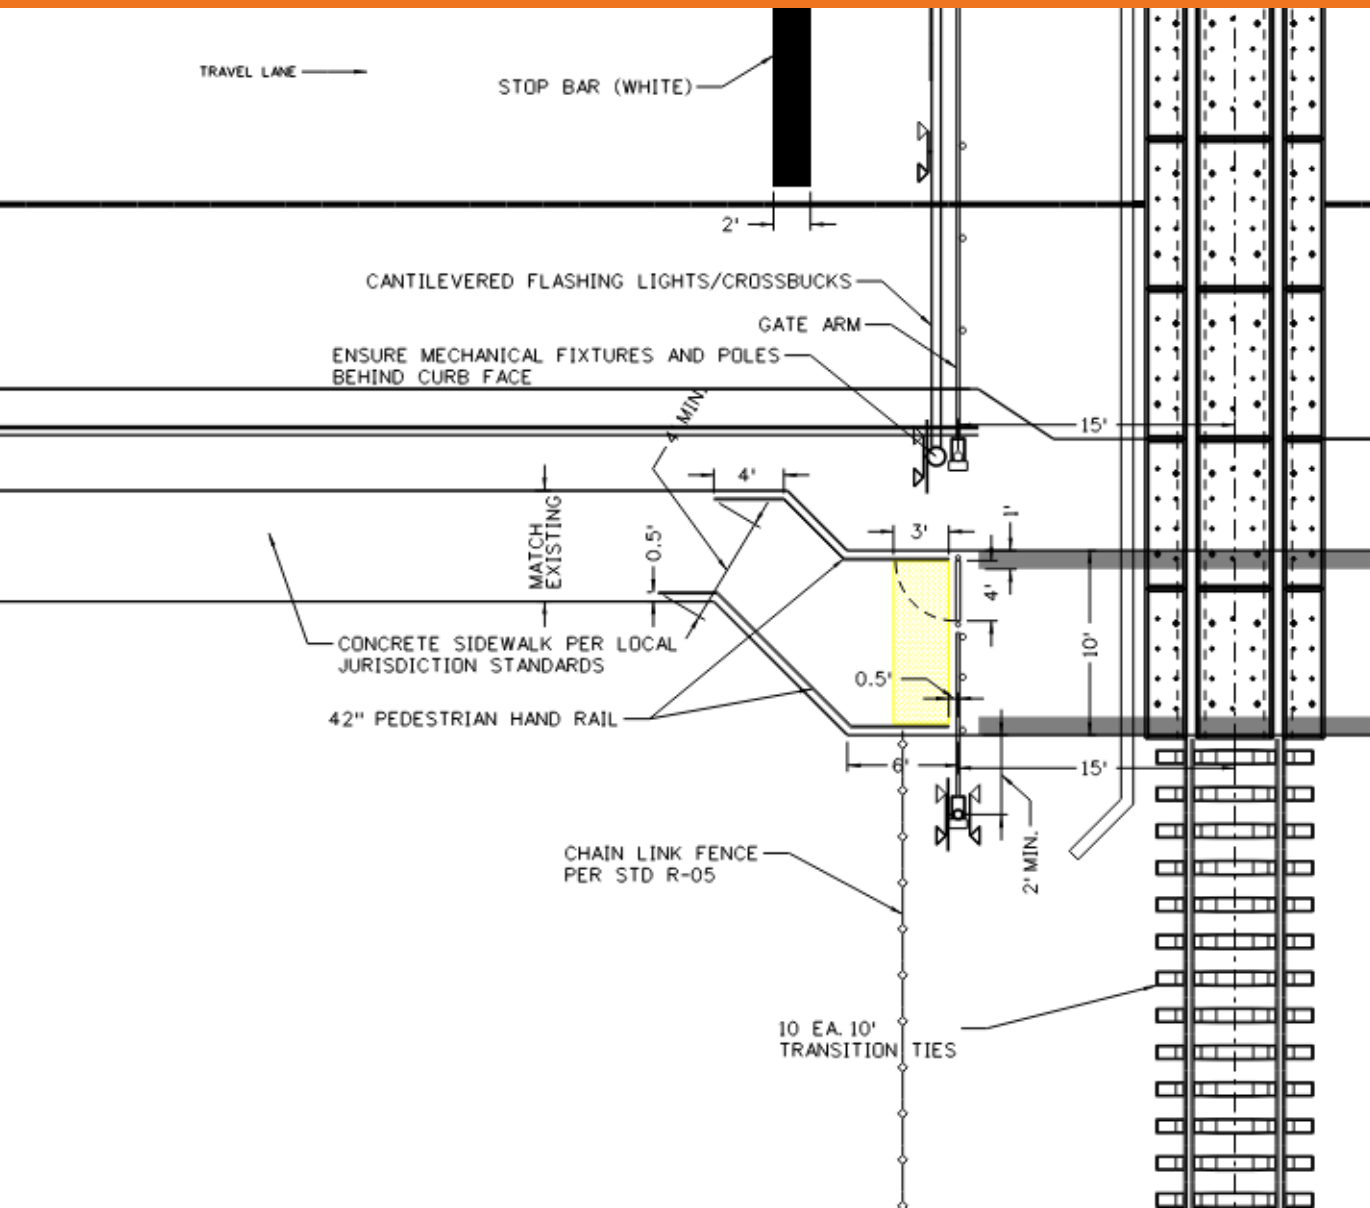 TRAVEL LANE
STOP BAR (WHITE)
2'
CANTILEVERED FLASHING LIGHTS/CROSSBUCKS
GATE ARM
ENSURE MECHANICAL FIXTURES AND POLES
BEHIND CURB FACE
4' MIN.
15'
4'
MATCH
EXISTING
0.5'
3'
1'
4'
10'
CONCRETE SIDEWALK PER LOCAL
JURISDICTION STANDARDS
0.5'
42" PEDESTRIAN HAND RAIL
6'
15'
2' MIN.
CHAIN LINK FENCE
PER STD R-05
10 EA. 10'
TRANSITION TIES